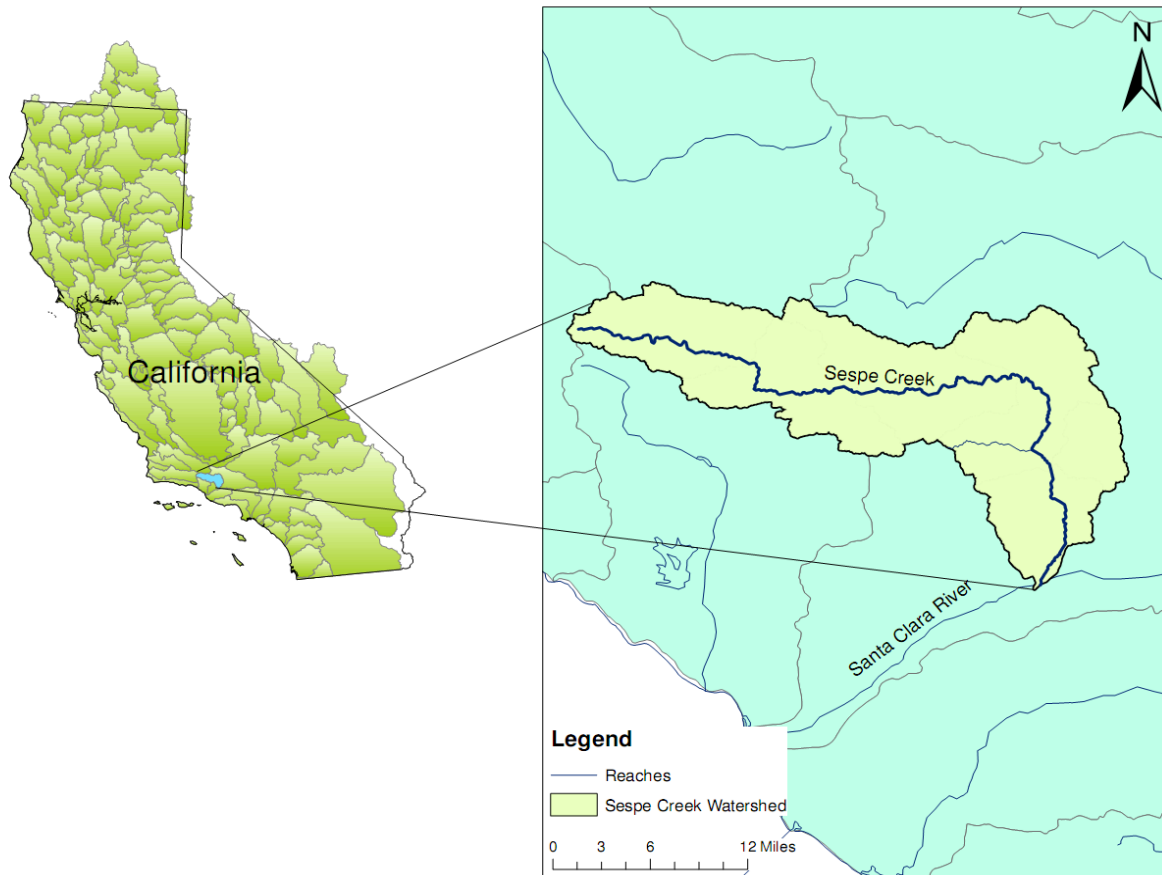 N
California
Sespe Creek
Santa Clara River
Legend
Reaches
Sespe Creek Watershed
0 3 6 12 Miles